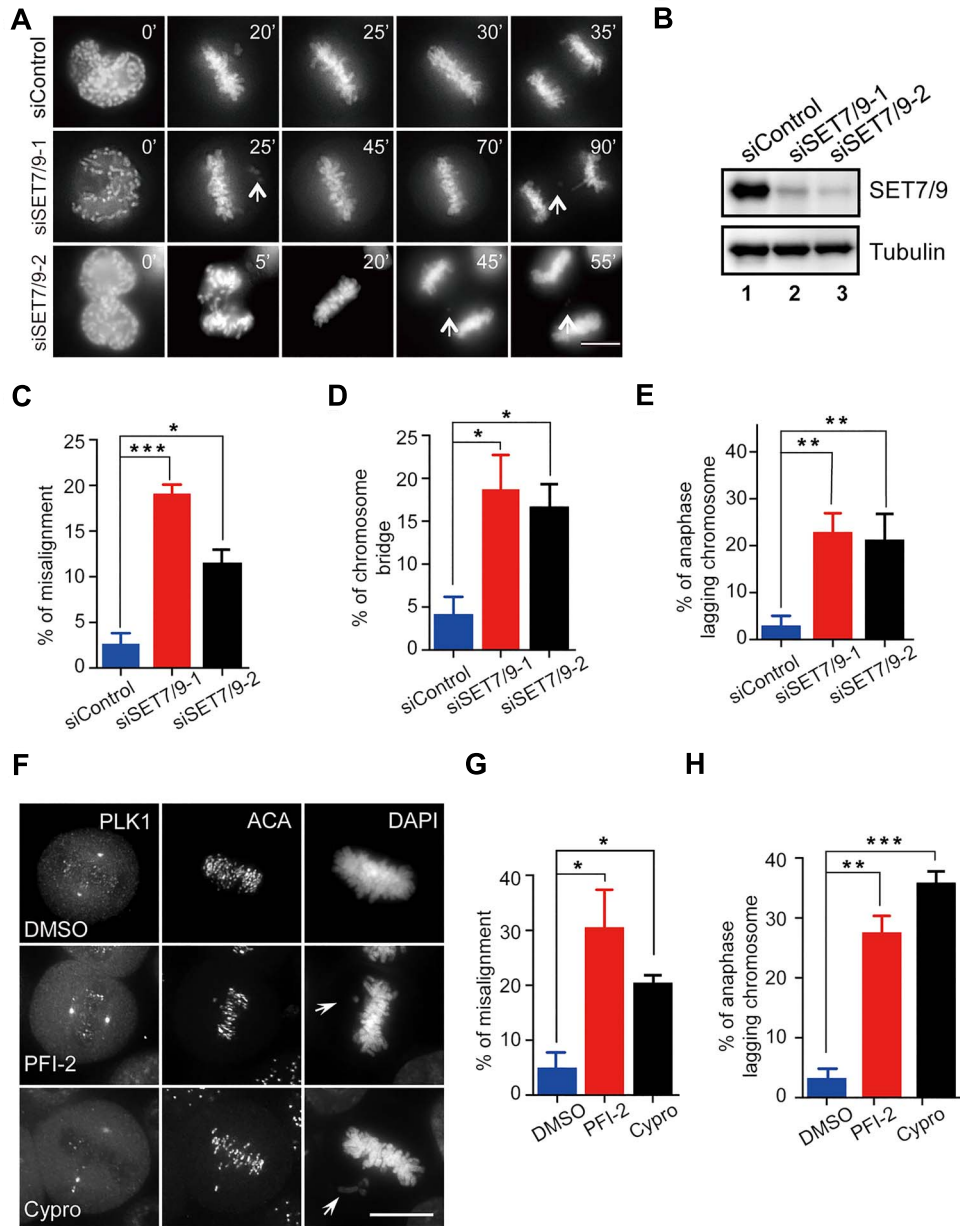 A
siControl
0’ 20’ 25’ 30’ 35’
siSET7/9-1
0’ 25’ 45’ 70’ 90’
siSET7/9-2
0’ 5’ 20’ 45’ 55’
B
siControl
siSET7/9-1
siSET7/9-2
SET7/9
Tubulin
1 2 3
C
% of misalignment
25
20
15
10
5
0
*
***
siControl
siSET7/9-1
siSET7/9-2
D
% of chromosome
bridge
25
20
15
10
5
0
*
*
siControl
siSET7/9-1
siSET7/9-2
E
% of anaphase
lagging chromosome
40
30
20
10
0
**
**
siControl
siSET7/9-1
siSET7/9-2
F
PLK1 ACA DAPI
DMSO
PFI-2
Cypro
G
% of misalignment
40
30
20
10
0
*
*
DMSO
PFI-2
Cypro
H
% of anaphase
lagging chromosome
40
30
20
10
0
***
**
DMSO
PFI-2
Cypro